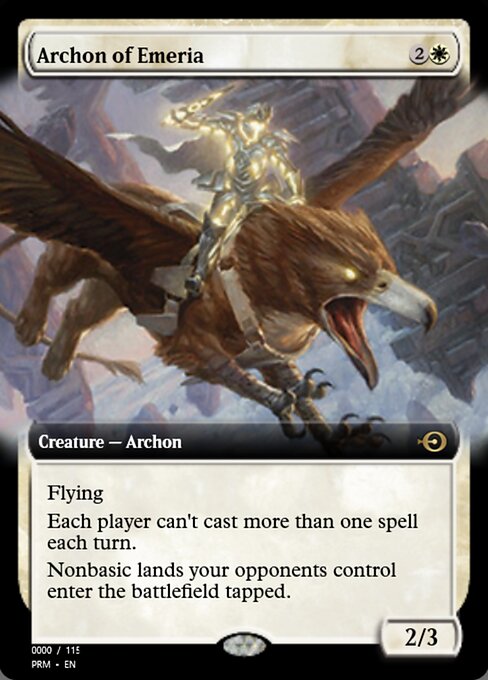 Archon of Emeria 2
Creature — Archon
Flying
Each player can't cast more than one spell
each turn.
Nonbasic lands your opponents control
enter the battlefield tapped.
2/3
0000 / 115
PRM • EN